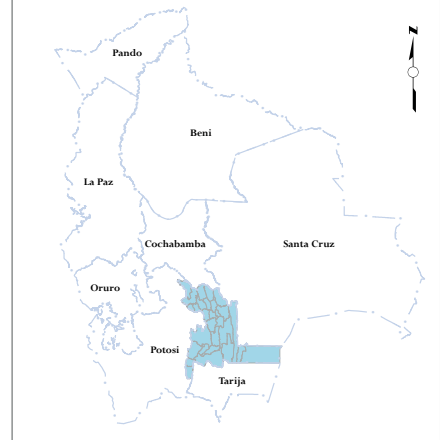 N
Pando
Beni
La Paz
Cochabamba
Santa Cruz
Oruro
Potosi
Tarija